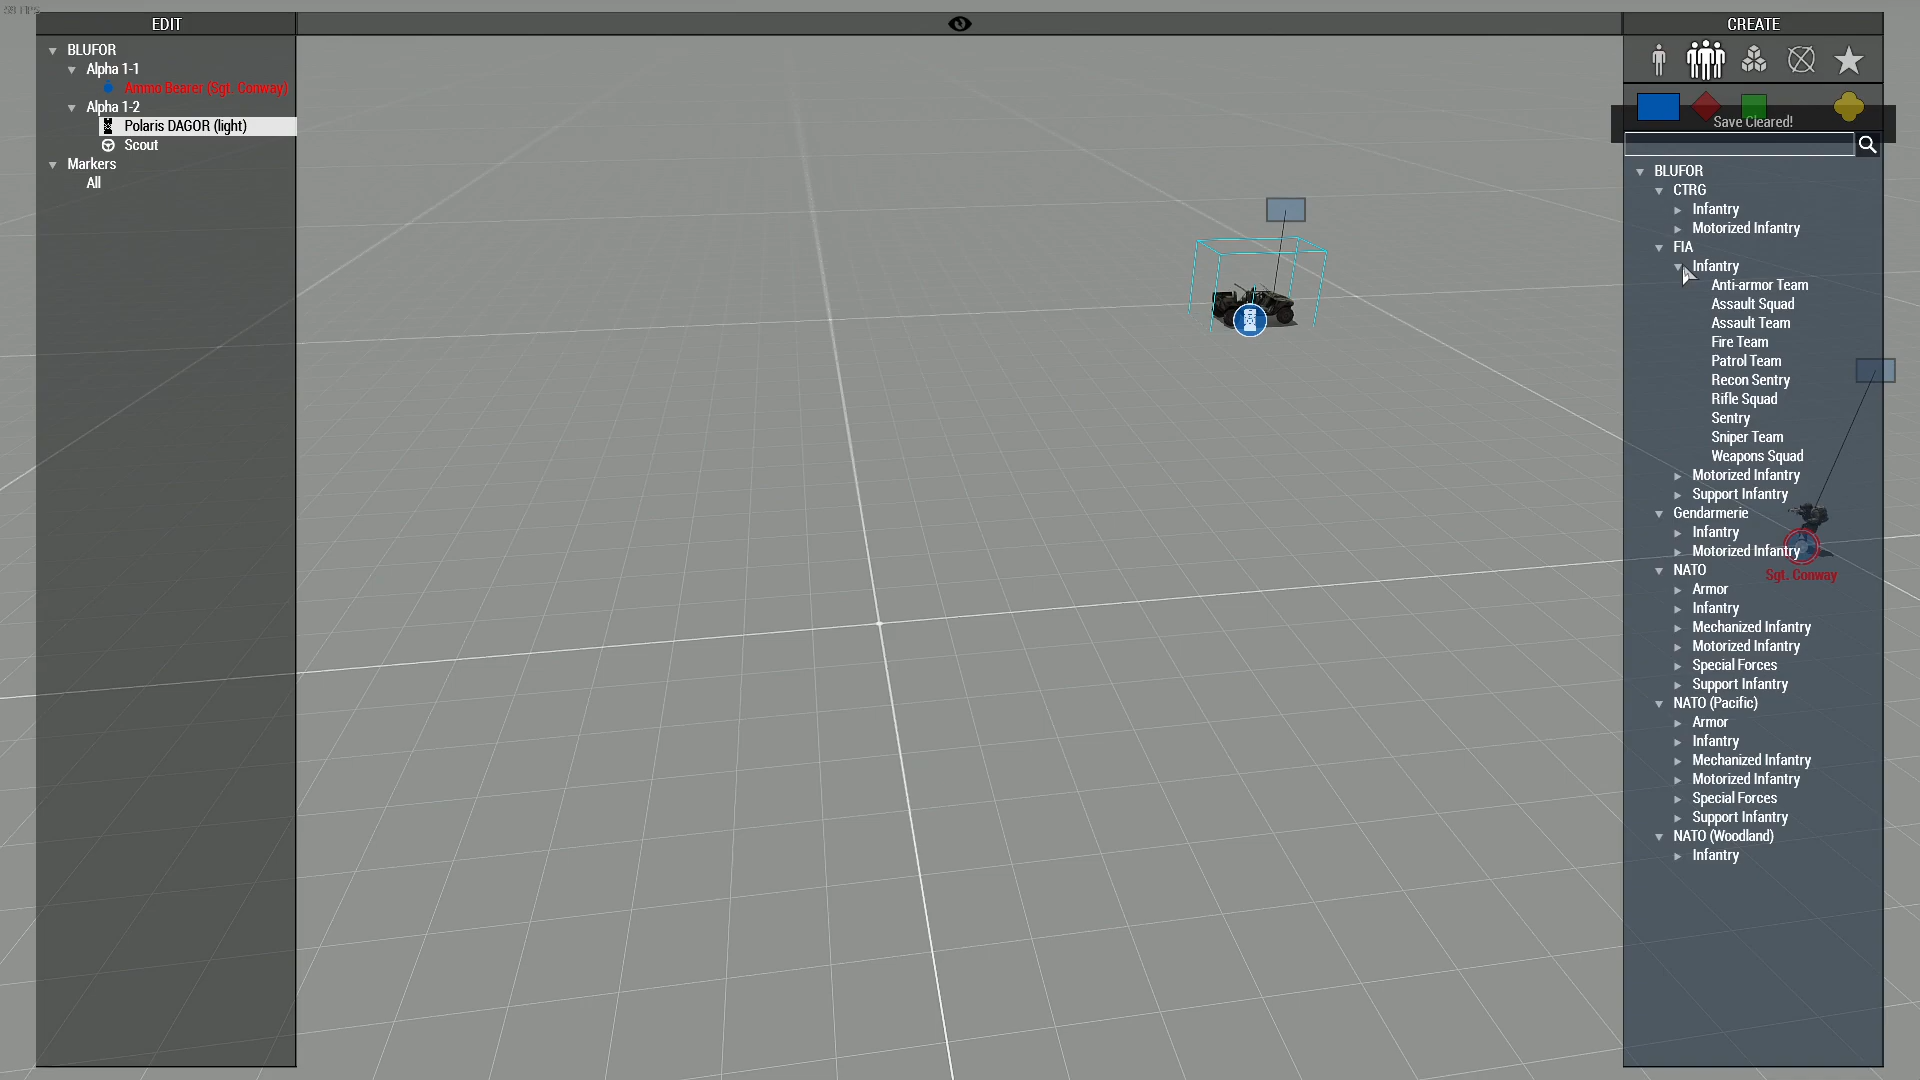 59 FPS
EDIT
BLUFOR
Alpha 1-1
Ammo Bearer (Sgt. Conway)
Alpha 1-2
Polaris DAGOR (light)
Scout
Markers
All
CREATE
Save Cleared!
BLUFOR
CTRG
Infantry
Motorized Infantry
FIA
Infantry
Anti-armor Team
Assault Squad
Assault Team
Fire Team
Patrol Team
Recon Sentry
Rifle Squad
Sentry
Sniper Team
Weapons Squad
Motorized Infantry
Support Infantry
Gendarmerie
Infantry
Motorized Infantry
NATO
Sgt. Conway
Armor
Infantry
Mechanized Infantry
Motorized Infantry
Special Forces
Support Infantry
NATO (Pacific)
Armor
Infantry
Mechanized Infantry
Motorized Infantry
Special Forces
Support Infantry
NATO (Woodland)
Infantry